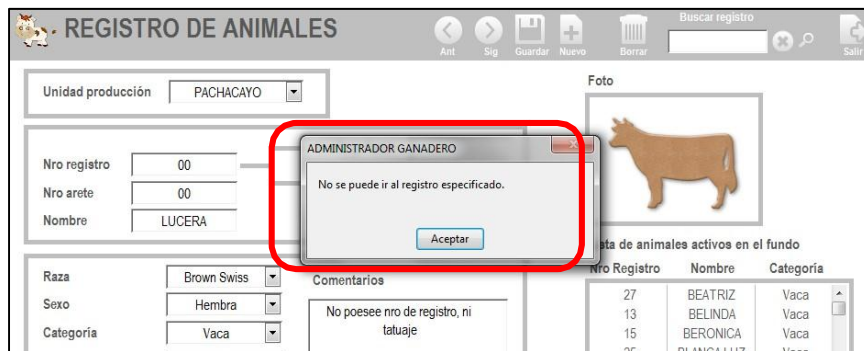 REGISTRO DE ANIMALES
Ant
Sig
Guardar
Nuevo
Borrar
Buscar registro
Salir
Unidad producción PACHACAYO
Nro registro 00
Nro arete 00
Nombre LUCERA
ADMINISTRADOR GANADERO
No se puede ir al registro especificado.
Aceptar
Foto
Raza Brown Swiss
Sexo Hembra
Categoría Vaca
Comentarios
No poesee nro de registro, ni
tatuaje
sta de animales activos en el fundo
Nro Registro Nombre Categoría
27 BEATRIZ Vaca
13 BELINDA Vaca
15 BERONICA Vaca